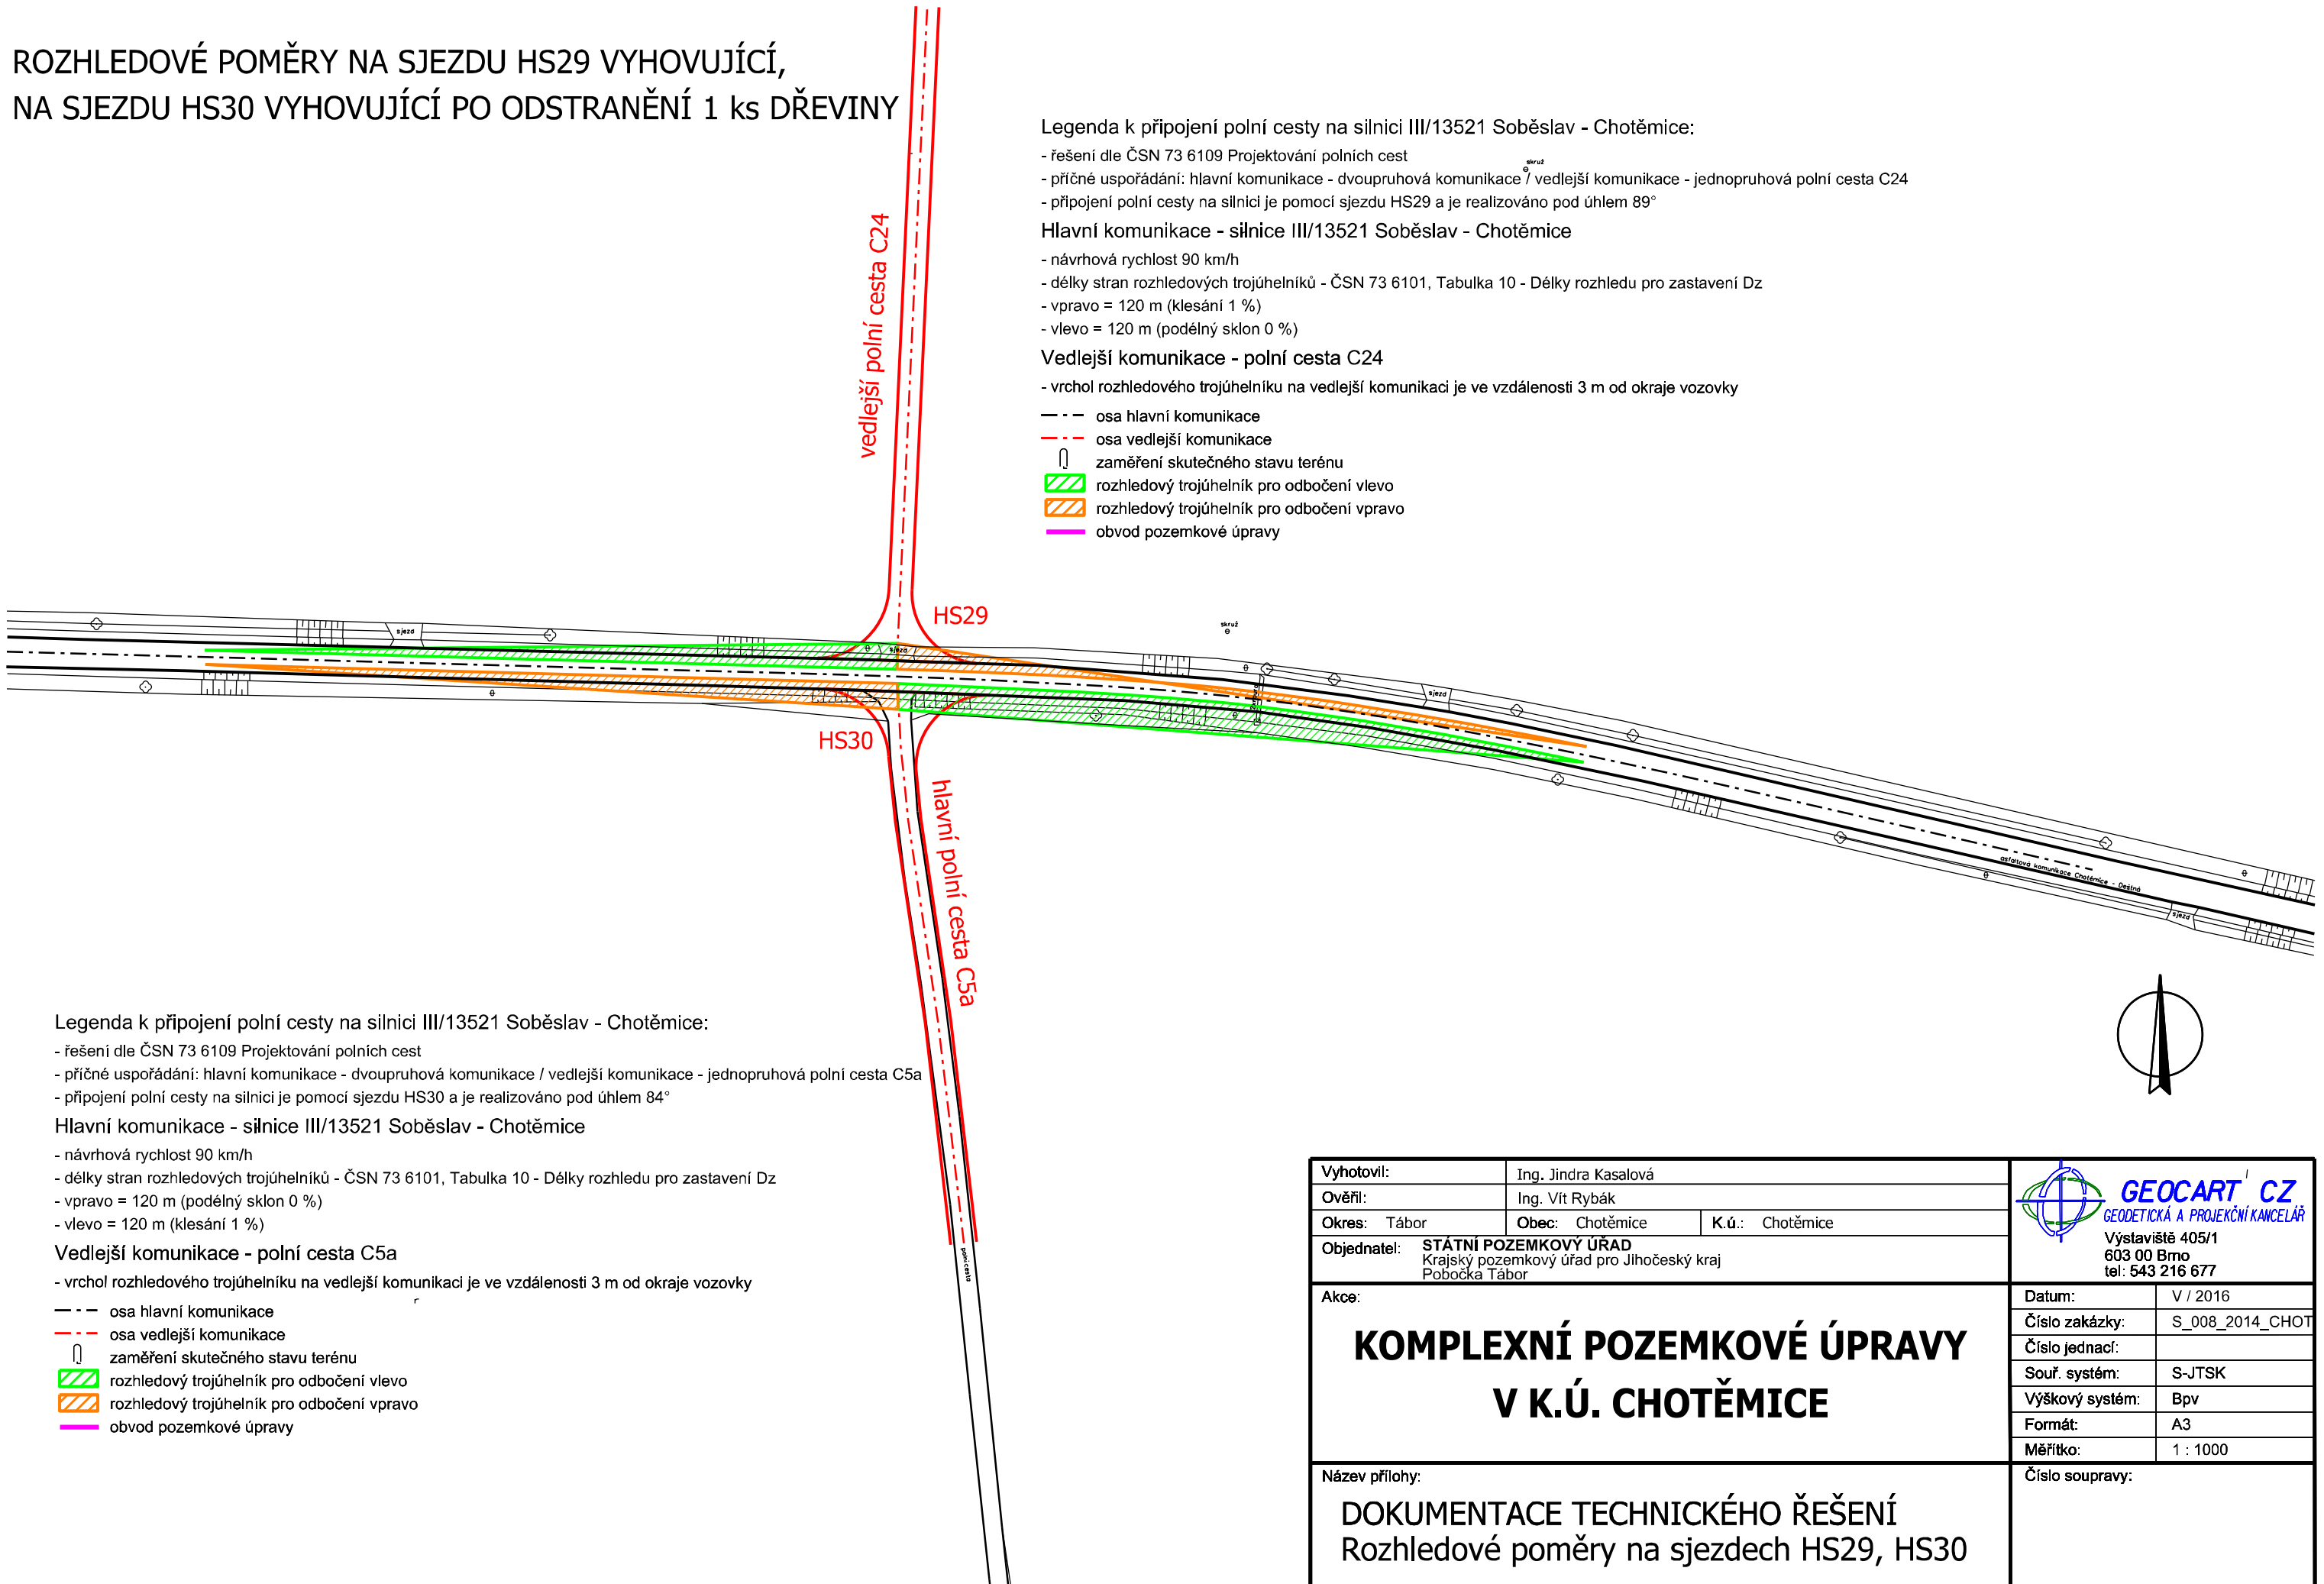 ROZHLEDOVÉ POMĚRY NA SJEZDU HS29 VYHOVUJÍCÍ,
NA SJEZDU HS30 VYHOVUJÍCÍ PO ODSTRANĚNÍ 1 ks DŘEVINY
Legenda k připojení polní cesty na silnici III/13521 Soběslav - Chotěmice:
- řešení dle ČSN 73 6109 Projektování polních cest
skruž
- příčné uspořádání: hlavní komunikace - dvoupruhová komunikace / vedlejší komunikace - jednopruhová polní cesta C24
- připojení polní cesty na silnici je pomocí sjezdu HS29 a je realizováno pod úhlem 89°
Hlavní komunikace - silnice III/13521 Soběslav - Chotěmice
- návrhová rychlost 90 km/h
- délky stran rozhledových trojúhelníků - ČSN 73 6101, Tabulka 10 - Délky rozhledu pro zastavení Dz
- vpravo = 120 m (klesání 1 %)
- vlevo = 120 m (podélný sklon 0 %)
Vedlejší komunikace - polní cesta C24
- vrchol rozhledového trojúhelníku na vedlejší komunikaci je ve vzdálenosti 3 m od okraje vozovky
osa hlavní komunikace
osa vedlejší komunikace
zaměření skutečného stavu terénu
rozhledový trojúhelník pro odbočení vlevo
rozhledový trojúhelník pro odbočení vpravo
obvod pozemkové úpravy
vedlejší polní cesta C24
HS29
skruž
sjezd
sjezd
sjezd
HS30
hlavní polní cesta C5a
asfaltová komunikace Chotěmice - Deštná
sjezd
polní cesta
Legenda k připojení polní cesty na silnici III/13521 Soběslav - Chotěmice:
- řešení dle ČSN 73 6109 Projektování polních cest
- příčné uspořádání: hlavní komunikace - dvoupruhová komunikace / vedlejší komunikace - jednopruhová polní cesta C5a
- připojení polní cesty na silnici je pomocí sjezdu HS30 a je realizováno pod úhlem 84°
Hlavní komunikace - silnice III/13521 Soběslav - Chotěmice
- návrhová rychlost 90 km/h
- délky stran rozhledových trojúhelníků - ČSN 73 6101, Tabulka 10 - Délky rozhledu pro zastavení Dz
- vpravo = 120 m (podélný sklon 0 %)
- vlevo = 120 m (klesání 1 %)
Vedlejší komunikace - polní cesta C5a
- vrchol rozhledového trojúhelníku na vedlejší komunikaci je ve vzdálenosti 3 m od okraje vozovky
osa hlavní komunikace
osa vedlejší komunikace
zaměření skutečného stavu terénu
rozhledový trojúhelník pro odbočení vlevo
rozhledový trojúhelník pro odbočení vpravo
obvod pozemkové úpravy
Vyhotovil: Ing. Jindra Kasalová
Ověřil: Ing. Vít Rybák
Okres: Tábor Obec: Chotěmice K.ú.: Chotěmice
Objednatel: STÁTNÍ POZEMKOVÝ ÚŘAD
Krajský pozemkový úřad pro Jihočeský kraj
Pobočka Tábor
GEOCART CZ
GEODETICKÁ A PROJEKČNÍ KANCELÁŘ
Výstaviště 405/1
603 00 Brno
tel: 543 216 677
Akce:
KOMPLEXNÍ POZEMKOVÉ ÚPRAVY
V K.Ú. CHOTĚMICE
Datum: V / 2016
Číslo zakázky: S_008_2014_CHOT
Číslo jednací:
Souř. systém: S-JTSK
Výškový systém: Bpv
Formát: A3
Měřítko: 1 : 1000
Název přílohy:
DOKUMENTACE TECHNICKÉHO ŘEŠENÍ
Rozhledové poměry na sjezdech HS29, HS30
Číslo soupravy: